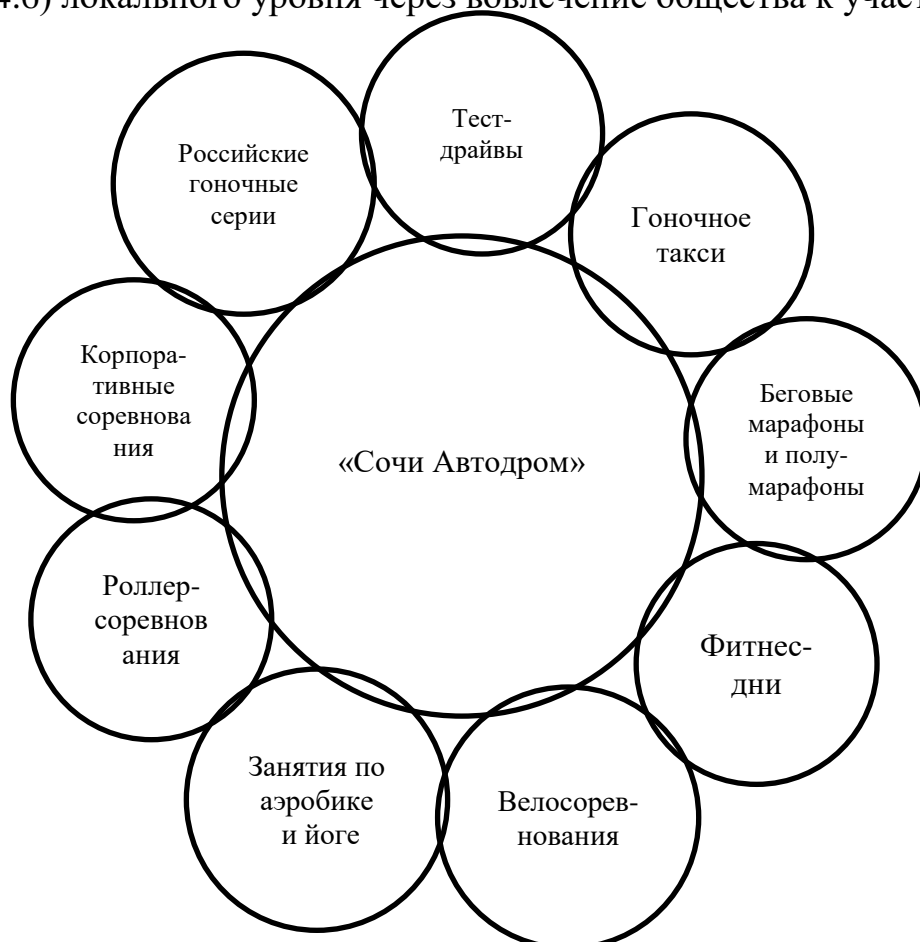 4.6) локального уровня через вовлечение общества к учас
Тест-
драйвы
Российские
гоночные
серии
Гоночное
такси
Корпора-
тивные
соревнова
ния
Беговые
марафоны
и полу-
марафоны
«Сочи Автодром»
Роллер-
соревнов
ания
Фитнес-
дни
Занятия по
аэробике
и йоге
Велосорев-
нования